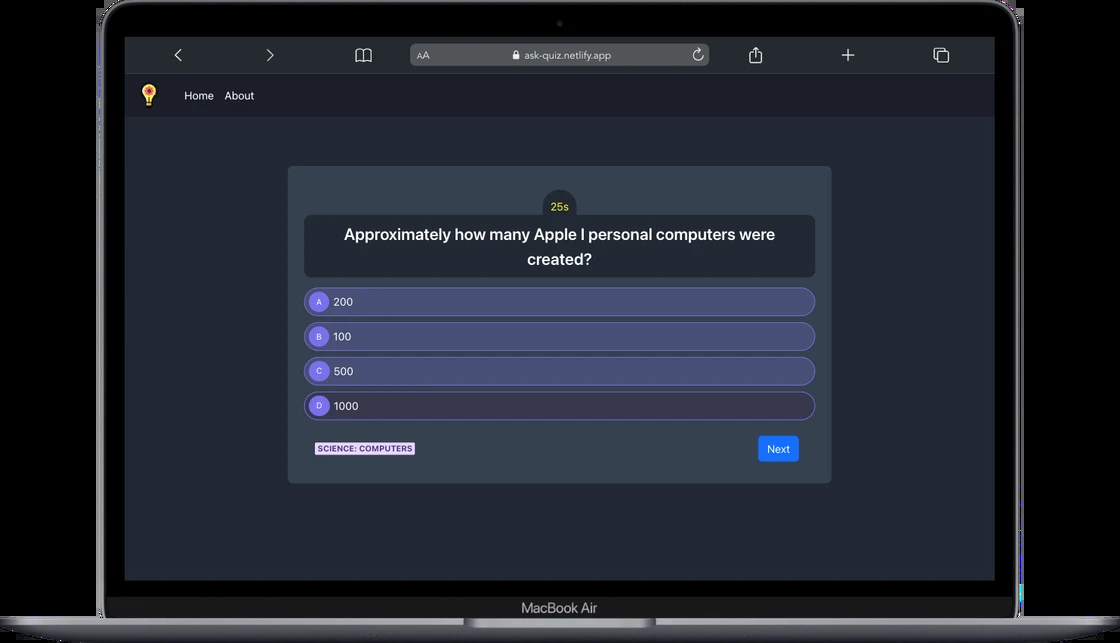 AA ask-quiz.netlify.app
Home About
25s
Approximately how many Apple I personal computers were
created?
A 200
B 100
C 500
D 1000
SCIENCE: COMPUTERS Next
MacBook Air